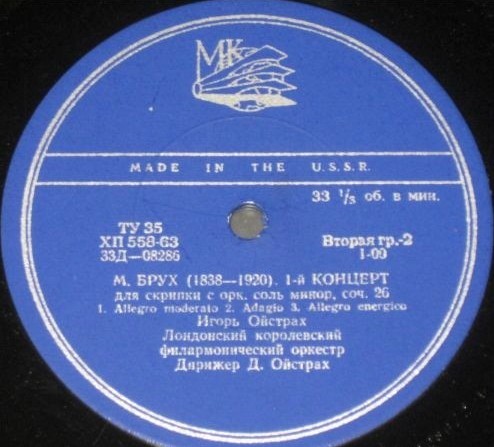 МК
MADE IN THE U.S.S.R.
33 ⅓ об. в мин.
ТУ 35
ХП 558-63
33Д—08286
Вторая гр.-2
1-00
М. БРУХ (1838—1920). 1-й КОНЦЕРТ
для скрипки с орк. соль минор, соч. 26
1. Allegro moderato 2. Adagio 3. Allegro energico
Игорь Ойстрах
Лондонский королевский
филармонический оркестр
Дирижер Д. Ойстрах